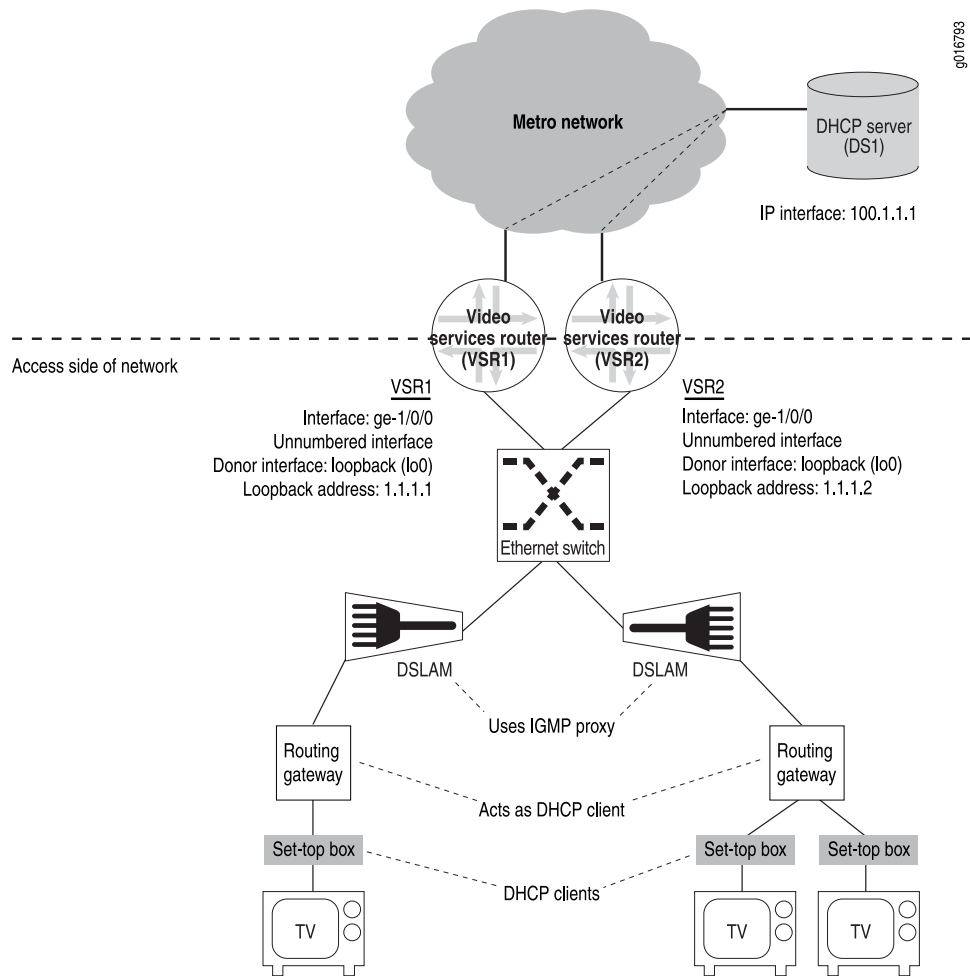 g016793
Metro network
DHCP server
(DS1)
IP interface: 100.1.1.1
Video
services router
(VSR1)
Video
services router
(VSR2)
Access side of network
VSR1
Interface: ge-1/0/0
Unnumbered interface
Donor interface: loopback (lo0)
Loopback address: 1.1.1.1
VSR2
Interface: ge-1/0/0
Unnumbered interface
Donor interface: loopback (lo0)
Loopback address: 1.1.1.2
Ethernet switch
DSLAM
DSLAM
Uses IGMP proxy
Routing
gateway
Routing
gateway
Acts as DHCP client
Set-top box
Set-top box
Set-top box
DHCP clients
TV
TV
TV